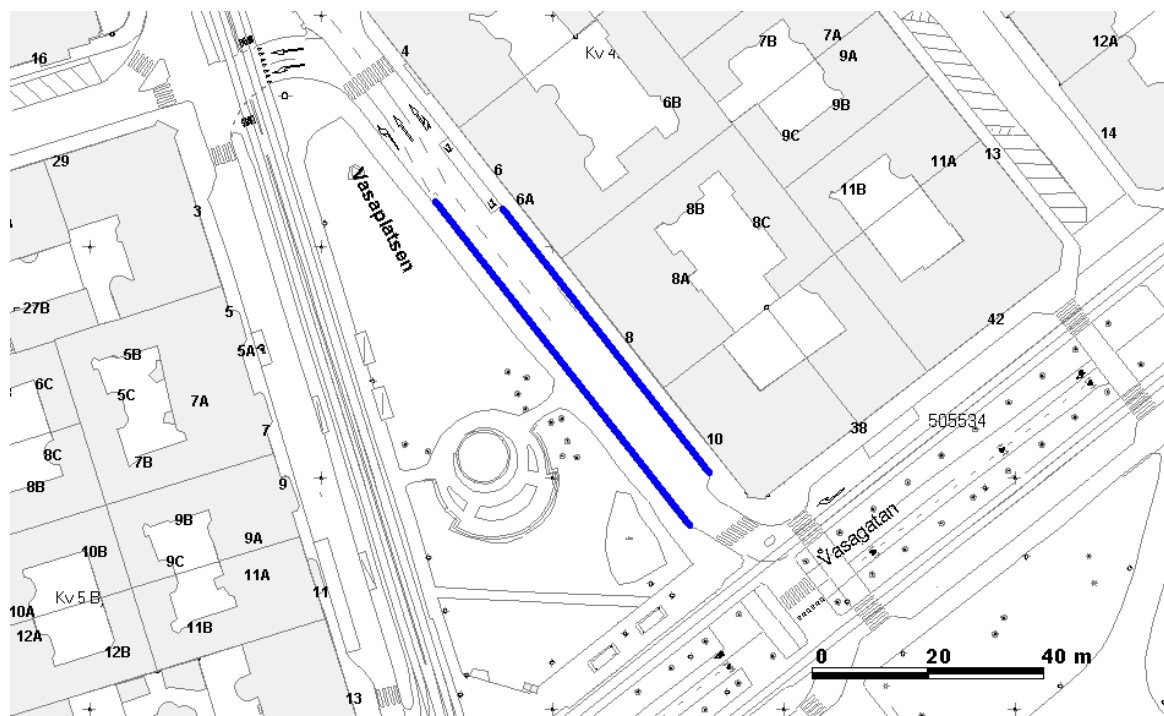 16
4
7B
7A
9A
12A
Kv 4
6B
9B
9C
14
13
29
6
11A
6A
11B
3
Vasaplatsen
8B
8C
8A
27B
5
5A
5B
8
42
6C
5C
7A
7
10
38
505534
8C
7B
8B
9
9B
9A
Vasagatan
10B
9C
11A
11
Kv 5 B
10A
12A
11B
12B
0 20 40 m
13